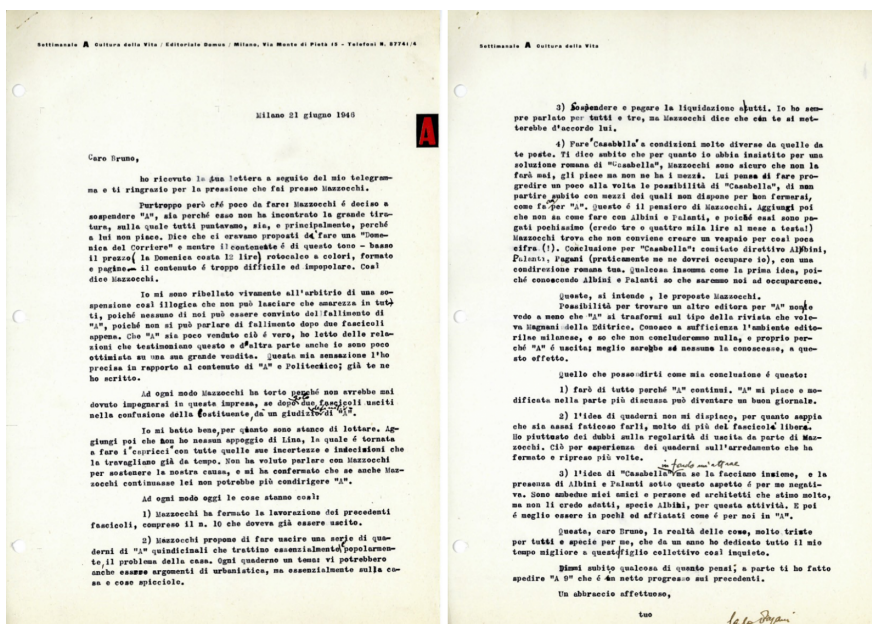 Settimanale A Cultura della Vita / Editoriale Domus / Milano, Via Monte di Pietà 15 - Telefoni N. 87741/4
Milano 21 giugno 1946
A
Caro Bruno,
ho ricevuto la tua lettera a seguito del mio telegram-
ma e ti ringrazio per la pressione che fai presso Mazzocchi.
Purtroppo però c'é poco da fare: Mazzocchi é deciso a
sospendere "A", sia perché esso non ha incontrato la grande tira-
tura, sulla quale tutti puntavamo, sia, e principalmente, perché
a lui non piace. Dice che ci eravamo proposti di fare una "Dome-
nica del Corriere" e mentre il contenente é di questo tono - basso
il prezzo( la Domenica costa 12 lire) rotocalco a colori, formato
e pagine - il contenuto é troppo difficile ed impopolare. Così
dice Mazzocchi.
Io mi sono ribellato vivamente all'arbitrio di una so-
spensione così illogica che non può lasciare che amarezza in tut-
ti, poiché nessuno di noi può essere convinto del fallimento di
"A", poiché non si può parlare di fallimento dopo due fascicoli
appena. Che "A" sia poco venduto ciò é vero, ho letto delle rela-
zioni che testimoniano questo e d'altra parte anche io sono poco
ottimista su una sua grande vendita. Questa mia sensazione l'ho
precisa in rapporto al contenuto di "A" e Politecnico; già te ne
ho scritto.
Ad ogni modo Mazzocchi ha torto perché non avrebbe mai
dovuto impegnarsi in questa impresa, se dopo due fascicoli usciti
nella confusione della Costituente, da un giudizio di "A".
Io mi batto bene, per quanto sono stanco di lottare. Ag-
giungi poi che non ho nessun appoggio di Lina, la quale é tornata
a fare i "capricci" con tutte quelle sue incertezze e indecisioni che
la travagliano già da tempo. Non ha voluto parlare con Mazzocchi
per sostenere la nostra causa, e mi ha confermato che se anche Maz-
zocchi continuasse lei non potrebbe più condirigere "A".
Ad ogni modo oggi le cose stanno così:
1) Mazzocchi ha fermato la lavorazione dei precedenti
fascicoli, compreso il n. 10 che doveva già essere uscito.
2) Mazzocchi propone di fare uscire una serie di qua-
derni di "A" quindicinali che trattino essenzialmente, popolarmen-
te, il problema della casa. Ogni quaderno un tema: vi potrebbero
anche essere argomenti di urbanistica, ma essenzialmente sulla ca-
sa e cose spicciole.
Settimanale A Cultura della Vita
3) Sospendere e pagare la liquidazione a tutti. Io ho sem-
pre parlato per tutti e tre, ma Mazzocchi dice che con te si met-
terebbe d'accordo lui.
4) Fare "Casabella" a condizioni molto diverse da quelle da
te poste. Ti dico subito che per quanto io abbia insistito per una
soluzione romana di "Casabella", Mazzocchi sono sicuro che non la
farà mai, gli piace ma non ne ha i mezzi. Lui pensa di fare pro-
gredire un poco alla volta le possibilità di "Casabella", di non
partire subito con mezzi dei quali non dispone per non fermarsi,
come fa per "A". Questo é il pensiero di Mazzocchi. Aggiungi poi
che non sa come fare con Albini e Palanti, e poiché essi sono pa-
gati pochissimo (credo tre o quattro mila lire al mese a testa!)
Mazzocchi trova che non conviene creare un vespaio per così poca
cifra (!). Conclusione per "Casabella": comitato direttivo Albini,
Palanti, Pagani (praticamente me ne dovrei occupare io), con una
condirezione romana tua. Qualcosa insomma come la prima idea, poi-
ché conoscendo Albini e Palanti so che saremmo noi ad occuparcene.
Queste, si intende, le proposte Mazzocchi.
Possibilità per trovare un altro editore per "A" non le
vedo a meno che "A" si trasformi sul tipo della rivista che vole-
va Magnani della Editrice. Conosco a sufficienza l'ambiente edito-
rilae milanese, e so che non concluderemmo nulla, e proprio per-
ché "A" é uscita; meglio sarebbe se nessuno la conoscesse, a que-
sto effetto.
Quello che posso dirti come mia conclusione é questo:
1) farò di tutto perché "A" continui. "A" mi piace e mo-
dificata nella parte più discussa può diventare un buon giornale.
2) l'idea di quaderni non mi dispiace, per quanto sappia
che sia assai faticoso farli, molto di più del fascicolo libero.
Ho piuttosto dei dubbi sulla regolarità di uscita da parte di Maz-
zocchi. Ciò per esperienza dei quaderni sull'arredamento che ha
fermato e ripreso più volte.
in fondo m'attrae
3) l'idea di "Casabella" ma se la facciamo insieme, e la
presenza di Albini e Palanti sotto questo aspetto é per me negati-
va. Sono ambedue miei amici e persone ed architetti che stimo molto,
ma non li credo adatti, specie Albini, per questa attività. E poi
é meglio essere in pochi ed affiatati come é per noi in "A".
Questa, caro Bruno, la realtà delle cose, molto triste
per tutti e specie per me, che da un anno ho dedicato tutto il mio
tempo migliore a questo figlio collettivo così inquieto.
Dimmi subito qualcosa di quanto pensi; a parte ti ho fatto
spedire "A 9" che é in netto progresso sui precedenti.
Un abbraccio affettuoso,
tuo